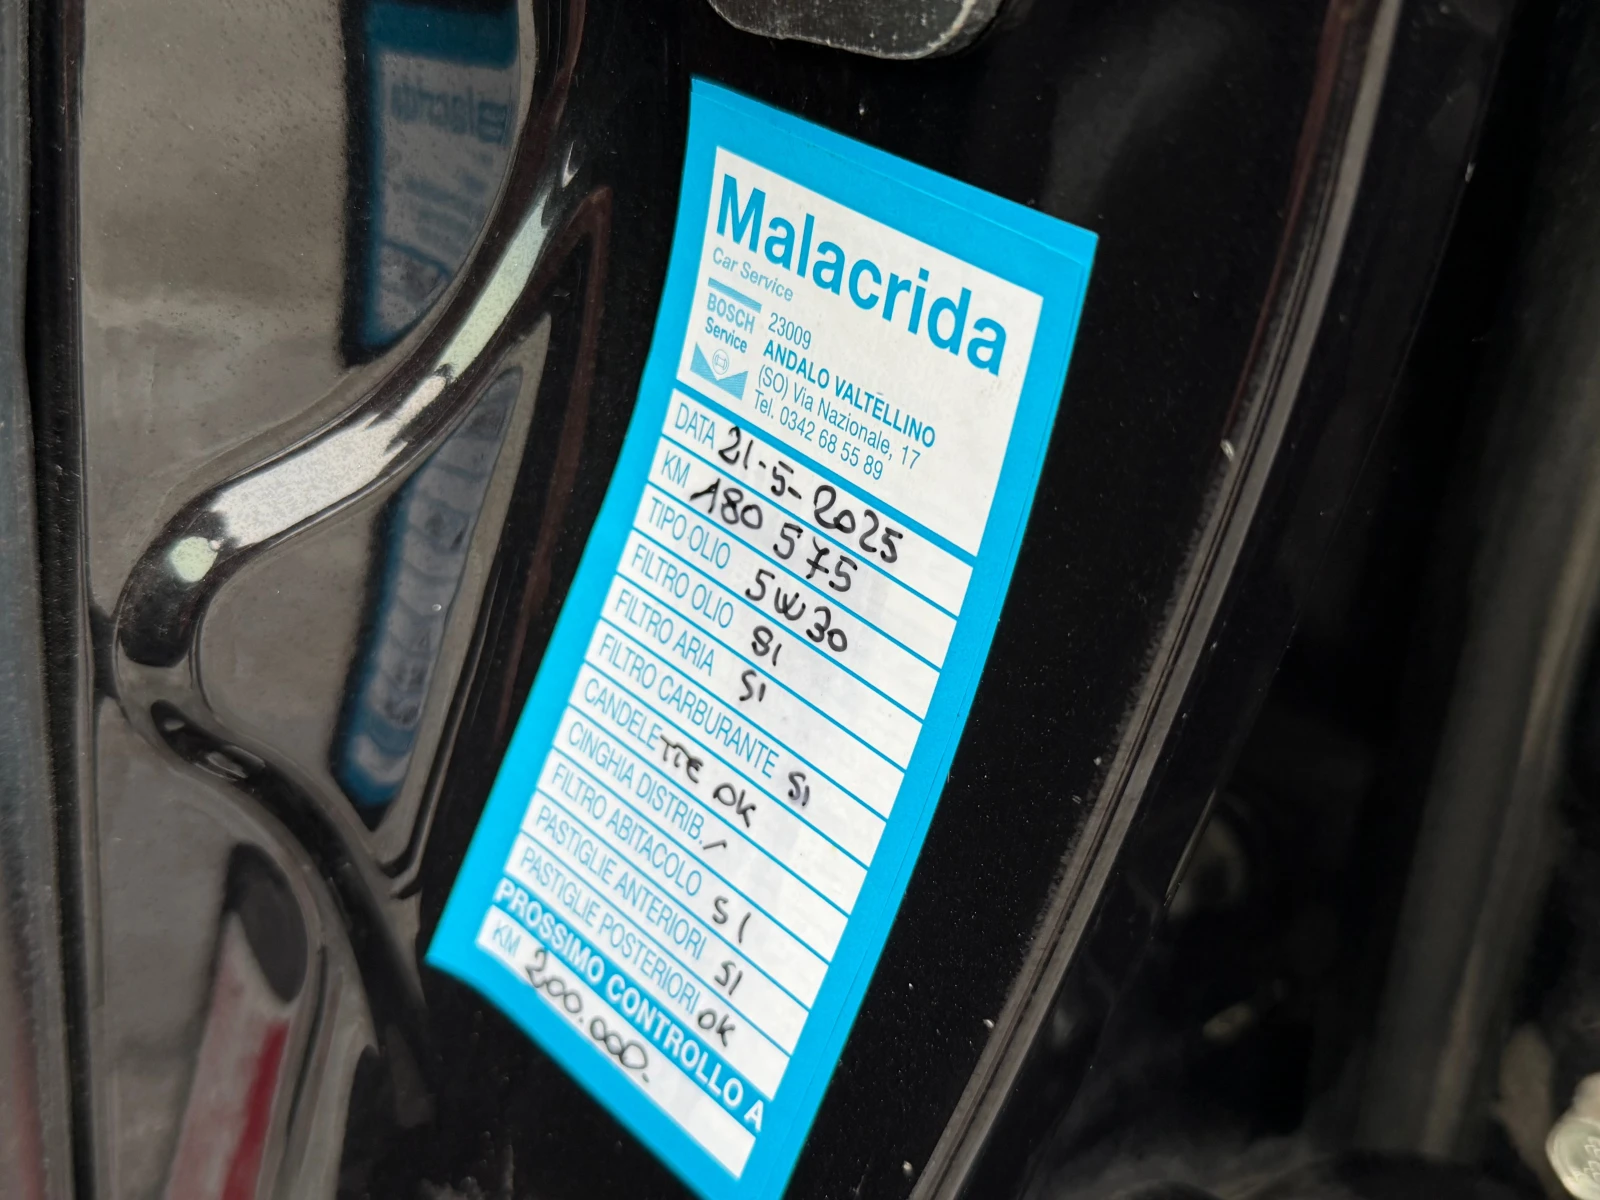 Malacrida
Car Service
BOSCH
Service
23009
ANDALO VALTELLINO
(SO) Via Nazionale, 17
Tel. 0342 68 55 89
DATA 21-5-2025
KM 180 575
TIPO OLIO 5W30
FILTRO OLIO SI
FILTRO ARIA SI
FILTRO CARBURANTE SI
CANDELETTE OK
CINGHIA DISTRIB. /
FILTRO ABITACOLO SI
PASTIGLIE ANTERIORI SI
PASTIGLIE POSTERIORI OK
PROSSIMO CONTROLLO A
KM 200.000.